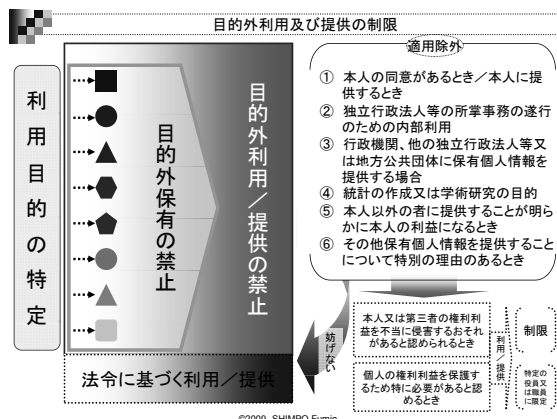 目的外利用及び提供の制限
利用目的の特定
目的外保有の禁止
目的外利用/提供の禁止
法令に基づく利用/提供
適用除外
① 本人の同意があるとき/本人に提
供するとき
② 独立行政法人等の所掌事務の遂行
のための内部利用
③ 行政機関、他の独立行政法人等又
は地方公共団体に保有個人情報を
提供する場合
④ 統計の作成又は学術研究の目的
⑤ 本人以外の者に提供することが明ら
かに本人の利益になるとき
⑥ その他保有個人情報を提供すること
について特別の理由のあるとき
妨げない
本人又は第三者の権利利
益を不当に侵害するおそれ
があると認められるとき
個人の権利利益を保護す
るため特に必要があると認
めるとき
利用/提供
制限
特定の
役員又
は職員
に限定
©2009 SHIMPO Fumio